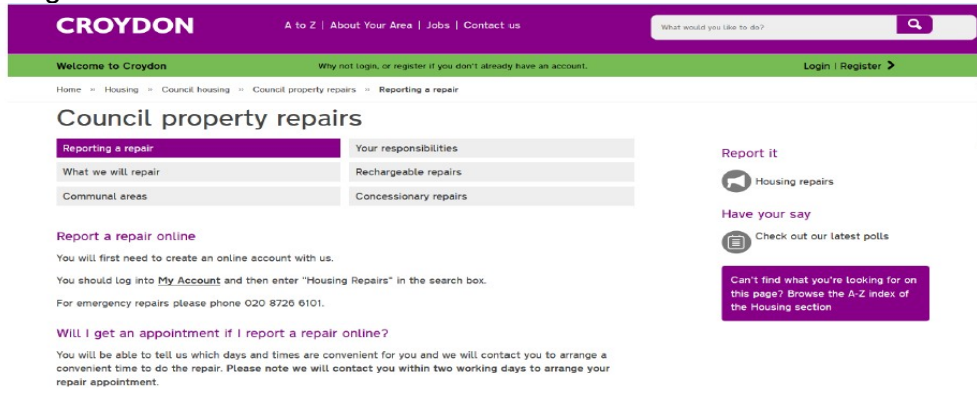 CROYDON
A to Z | About Your Area | Jobs | Contact us
What would you like to do?
Welcome to Croydon
Why not login, or register if you don't already have an account.
Login | Register >
Home » Housing » Council housing » Council property repairs » Reporting a repair
Council property repairs
Reporting a repair
Your responsibilities
What we will repair
Rechargeable repairs
Communal areas
Concessionary repairs
Report a repair online
You will first need to create an online account with us.
You should log into My Account and then enter "Housing Repairs" in the search box.
For emergency repairs please phone 020 8726 6101.
Will I get an appointment if I report a repair online?
You will be able to tell us which days and times are convenient for you and we will contact you to arrange a
convenient time to do the repair. Please note we will contact you within two working days to arrange your
repair appointment.
Report it
Housing repairs
Have your say
Check out our latest polls
Can't find what you're looking for on
this page? Browse the A-Z index of
the Housing section